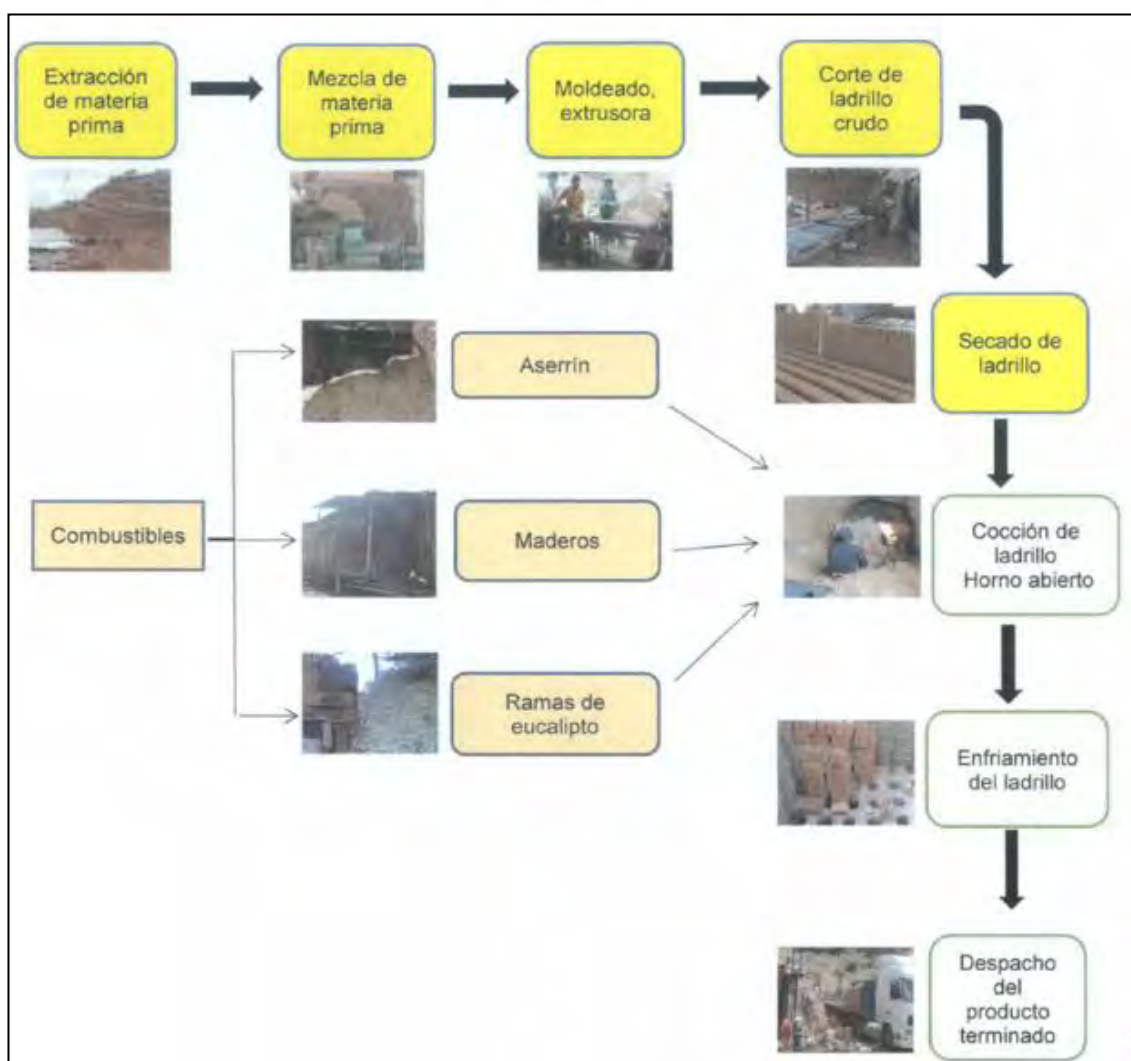 Extracción
de materia
prima
Mezcla de
materia
prima
Moldeado,
extrusora
Corte de
ladrillo
crudo
Secado de
ladrillo
Aserrín
Combustibles
Maderos
Cocción de
ladrillo
Horno abierto
Ramas de
eucalipto
Enfriamiento
del ladrillo
Despacho
del
producto
terminado